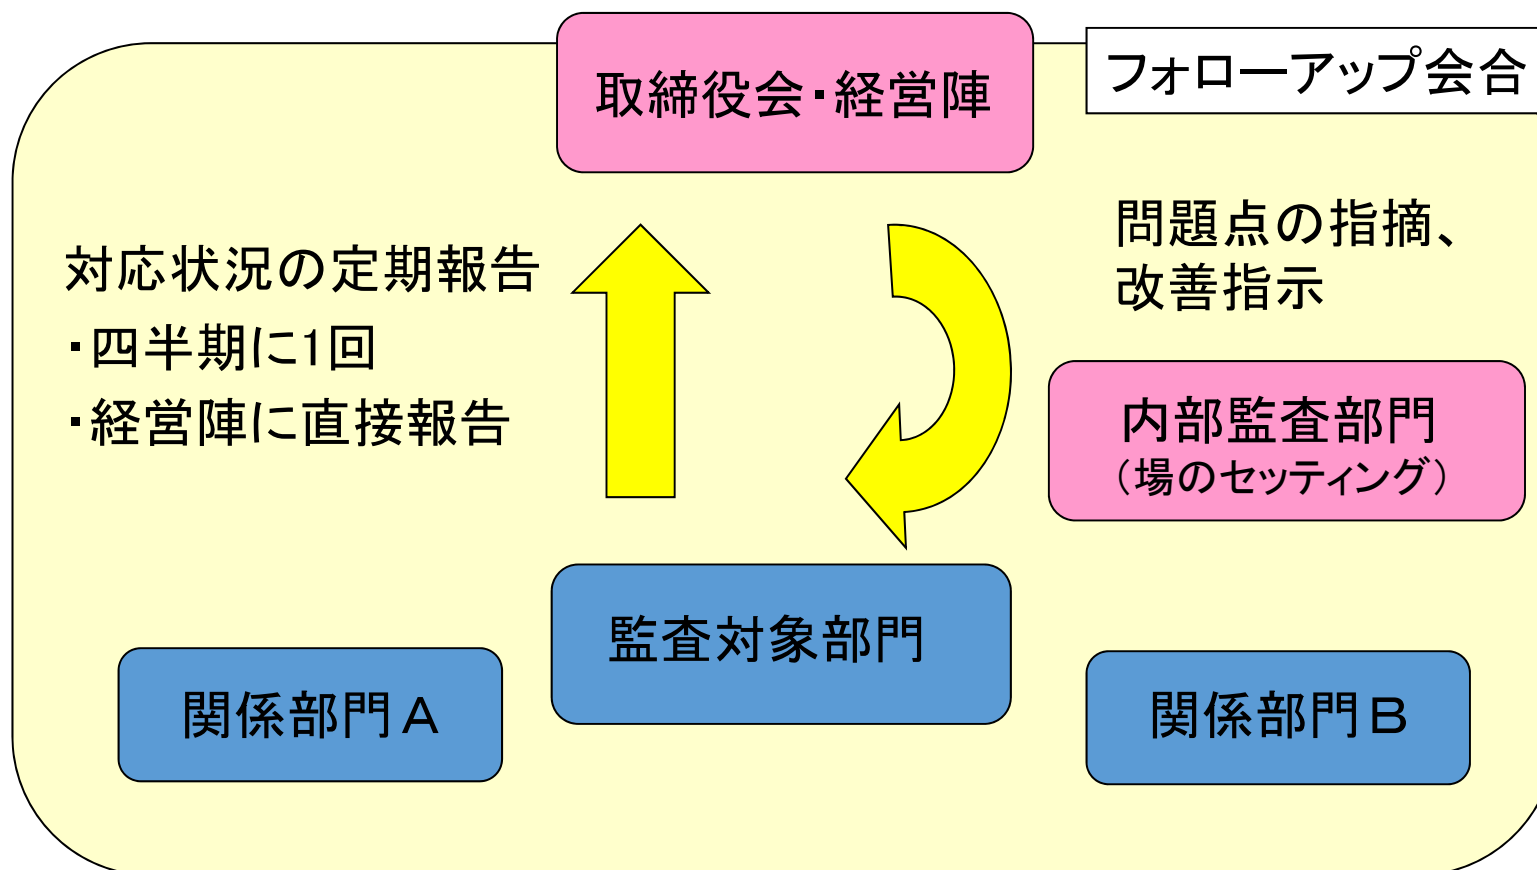 取締役会・経営陣
フォローアップ会合
対応状況の定期報告
・四半期に1回
・経営陣に直接報告
問題点の指摘、
改善指示
内部監査部門
（場のセッティング）
監査対象部門
関係部門Ａ
関係部門Ｂ